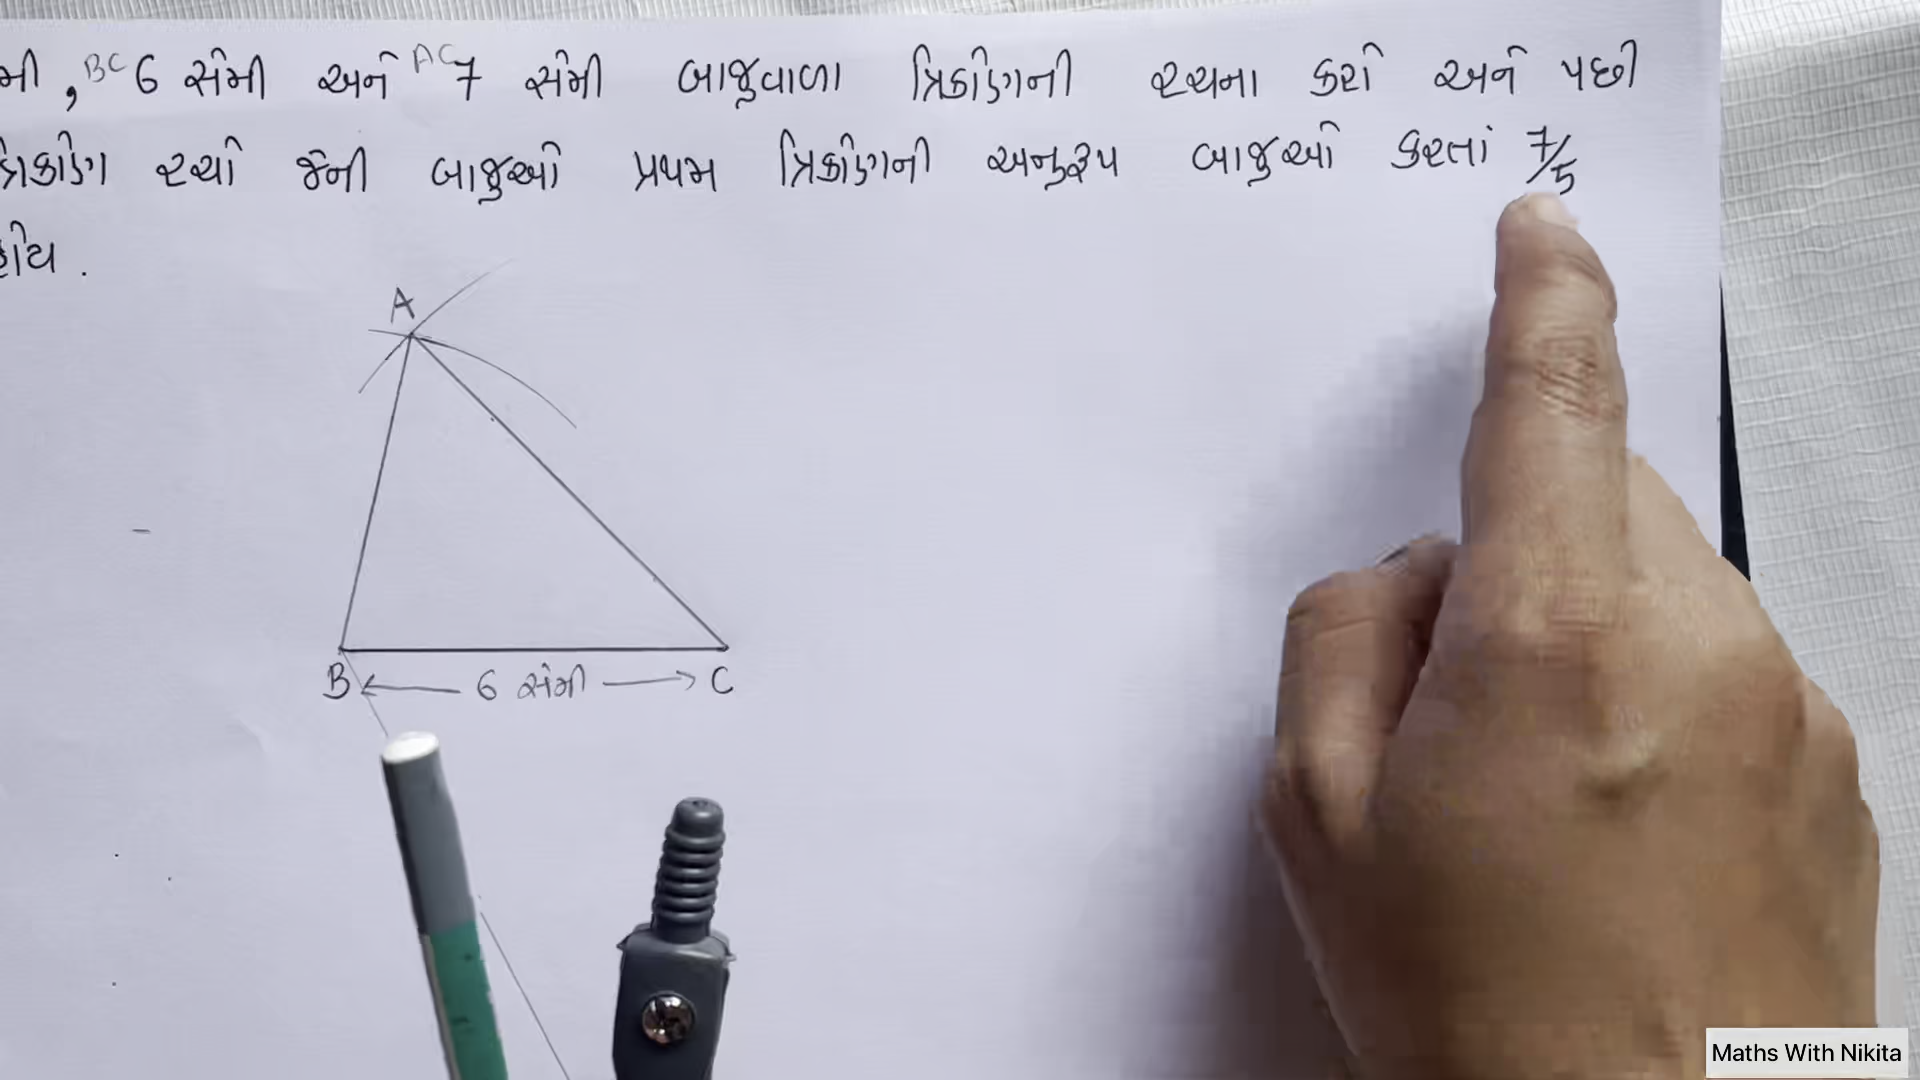 મી , BC 6 સેમી અને AC 7 સેમી બાજુવાળા ત્રિકોણની રચના કરો અને પછી
ત્રિકોણ રચો જેની બાજુઓ પ્રથમ ત્રિકોણની અનુરૂપ બાજુઓ કરતાં 7/5
હોય .
A
B ← 6 સેમી → C
Maths With Nikita